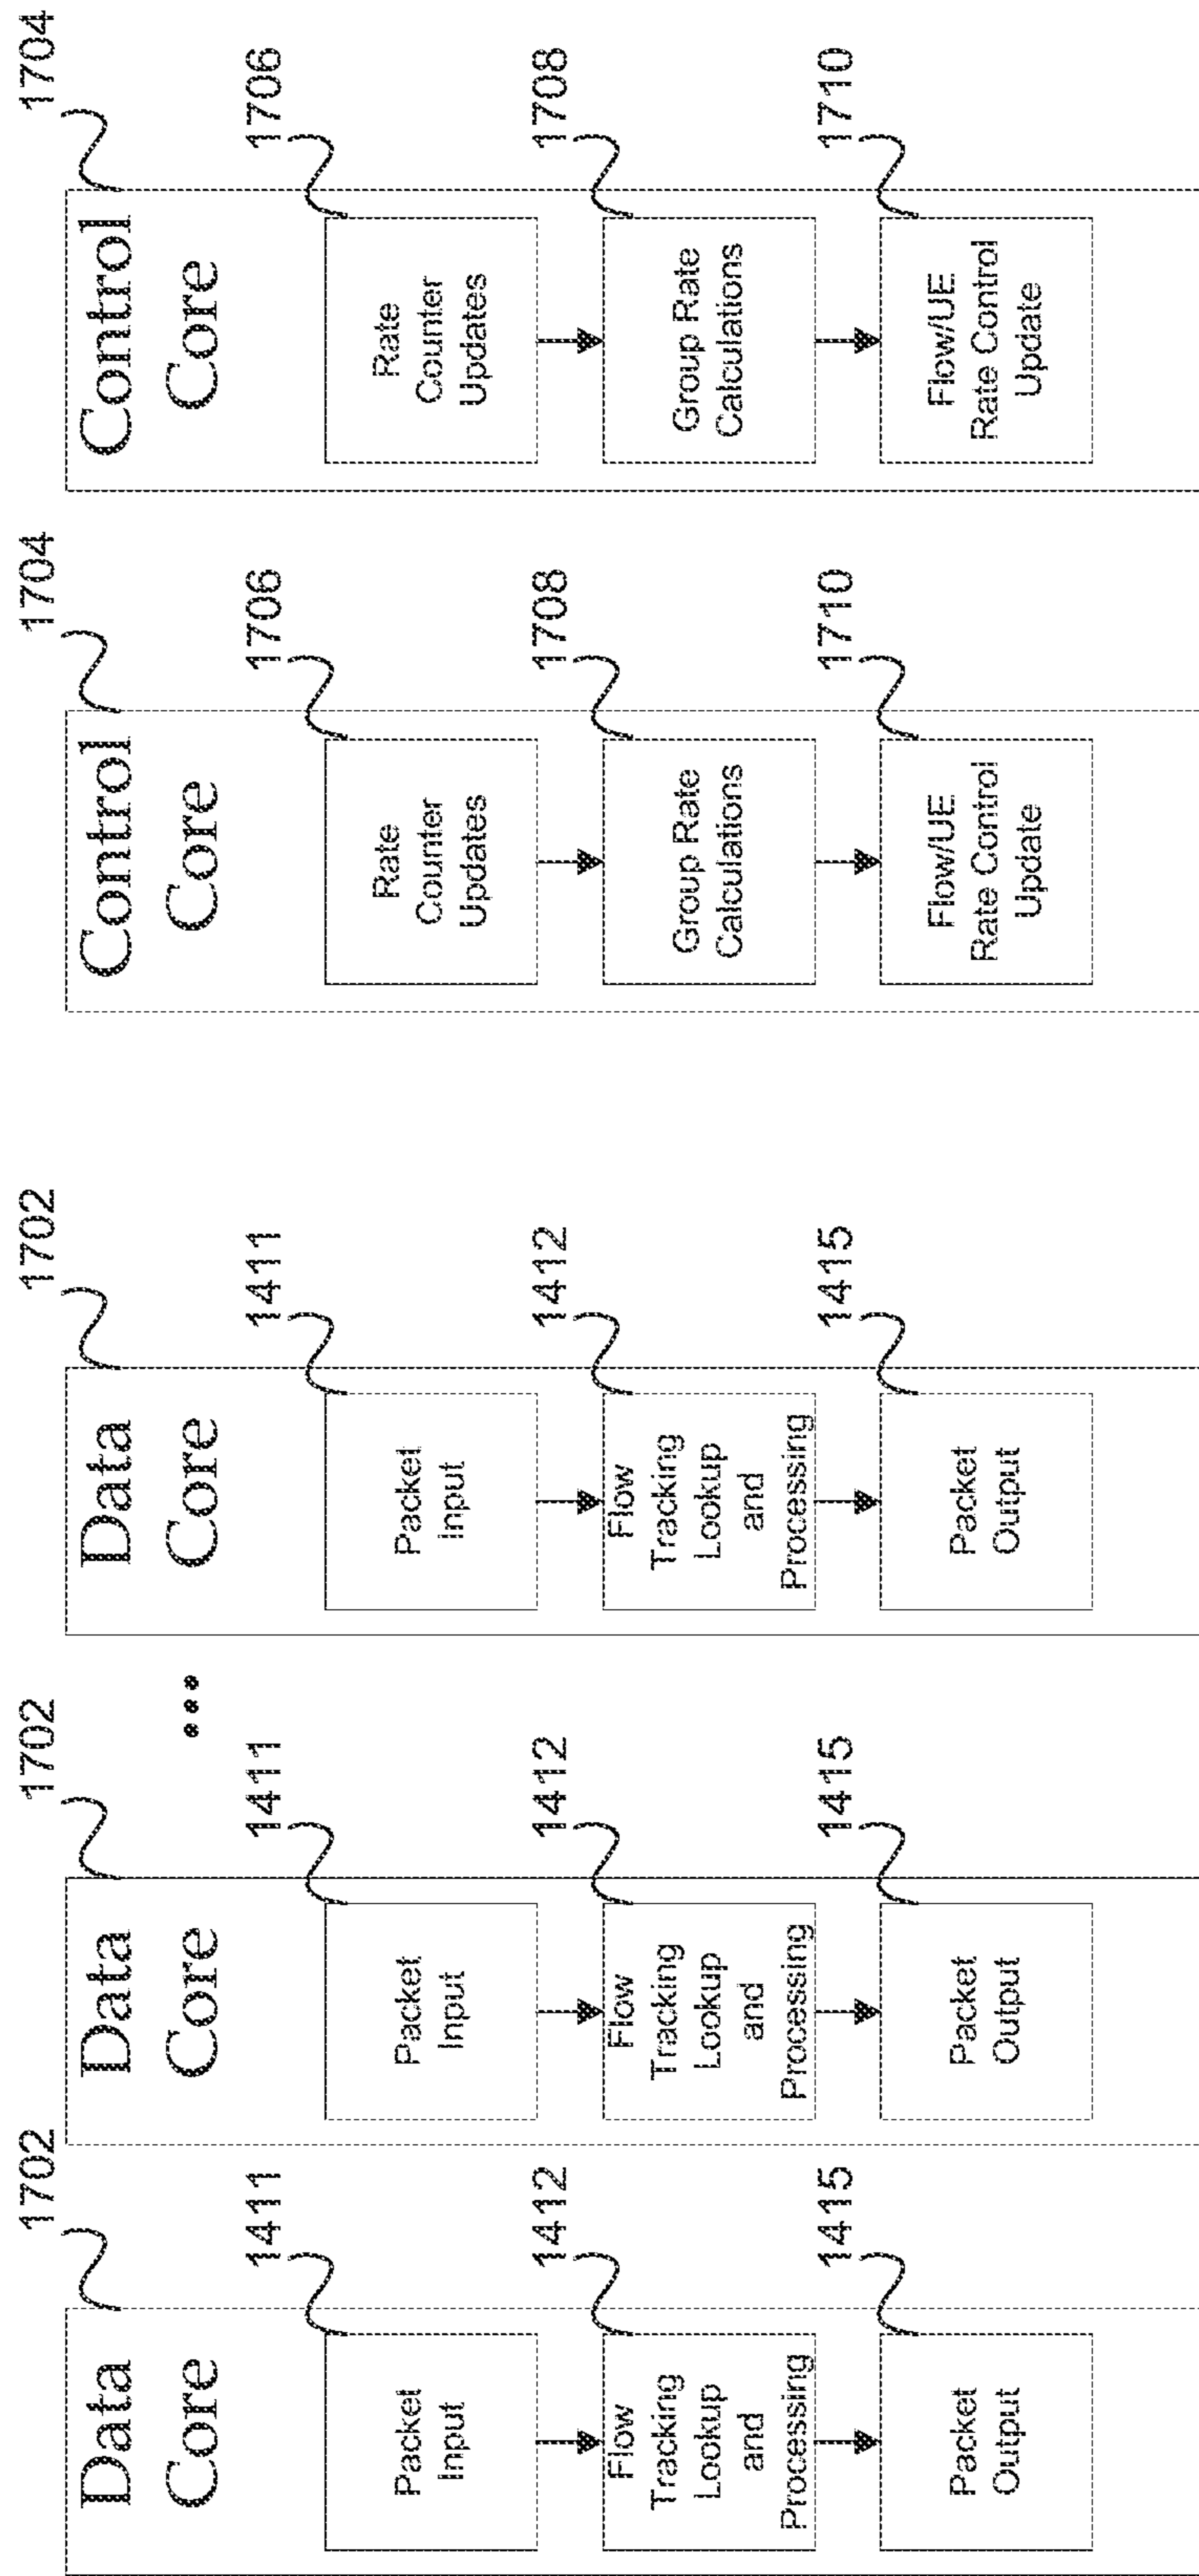 1702
Data
Core
1411
Packet
Input
1412
Flow
Tracking
Lookup
and
Processing
1415
Packet
Output
1702
Data
Core
1411
Packet
Input
1412
Flow
Tracking
Lookup
and
Processing
1415
Packet
Output
...
1702
Data
Core
1411
Packet
Input
1412
Flow
Tracking
Lookup
and
Processing
1415
Packet
Output
1704
Control
Core
1706
Rate
Counter
Updates
1708
Group Rate
Calculations
1710
Flow/UE
Rate Control
Update
1704
Control
Core
1706
Rate
Counter
Updates
1708
Group Rate
Calculations
1710
Flow/UE
Rate Control
Update